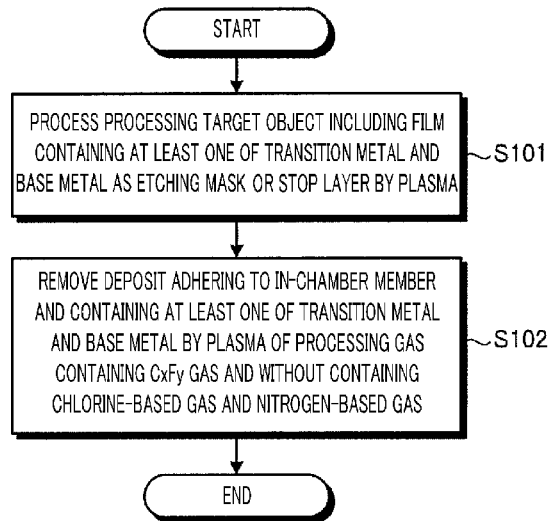 START
PROCESS PROCESSING TARGET OBJECT INCLUDING FILM
CONTAINING AT LEAST ONE OF TRANSITION METAL AND
BASE METAL AS ETCHING MASK OR STOP LAYER BY PLASMA
S101
REMOVE DEPOSIT ADHERING TO IN-CHAMBER MEMBER
AND CONTAINING AT LEAST ONE OF TRANSITION METAL
AND BASE METAL BY PLASMA OF PROCESSING GAS
CONTAINING CxFy GAS AND WITHOUT CONTAINING
CHLORINE-BASED GAS AND NITROGEN-BASED GAS
S102
END